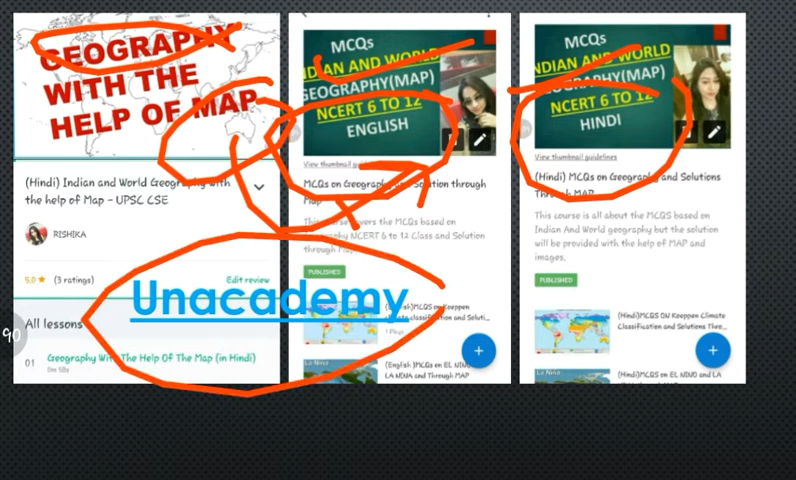 GEOGRAPHY
WITH THE
HELP OF MAP
(Hindi) Indian and World Geography with
the help of Map - UPSC CSE
RISHIKA
5.0 ★ (3 ratings)
Edit review
All lessons
01 Geography With The Help Of The Map (in Hindi)
0m 58s
90
Unacademy
MCQs
AN AND WORLD
GEOGRAPHY(MAP)
NCERT 6 TO 12
ENGLISH
View thumbnail guidelines
MCQs on Geography and Solution through
Map
This course covers the MCQs based on
NCERT 6 to 12 Class and Solution
through
PUBLISHED
MCQS on Koeppen
classification and Soluti...
1 Plays
(English)MCQs on EL NINO
LA NINA and Through MAP
MCQs
INDIAN AND WORLD
NCERT 6 TO 12
HINDI
View thumbnail guidelines
(Hindi) MCQs on Geography and Solutions
Through MAP
This course is all about the MCQS based on
Indian And World geography but the solution
will be provided with the help of MAP and
images.
PUBLISHED
(Hindi)MCQS ON Koeppen Climate
Classification and Solutions Thro...
La Nina
(Hindi)MCQS on EL NINO and LA